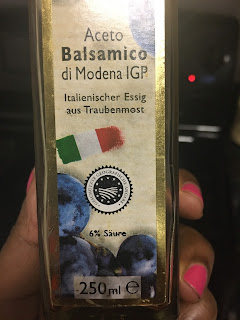 Aceto
Balsamico
di Modena IGP
Italienischer Essig
aus Traubenmost
6% Säure
250ml ℮